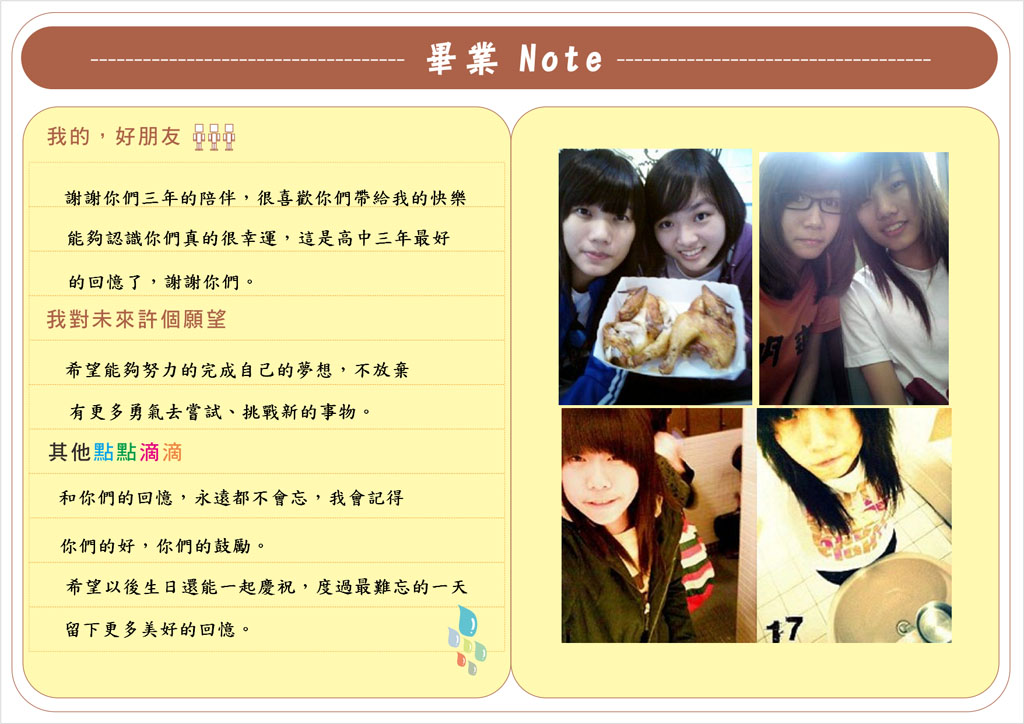 畢業 Note
我的，好朋友
謝謝你們三年的陪伴，很喜歡你們帶給我的快樂
能夠認識你們真的很幸運，這是高中三年最好
的回憶了，謝謝你們。
我對未來許個願望
希望能夠努力的完成自己的夢想，不放棄
有更多勇氣去嘗試、挑戰新的事物。
其他點點滴滴
和你們的回憶，永遠都不會忘，我會記得
你們的好，你們的鼓勵。
希望以後生日還能一起慶祝，度過最難忘的一天
留下更多美好的回憶。
17